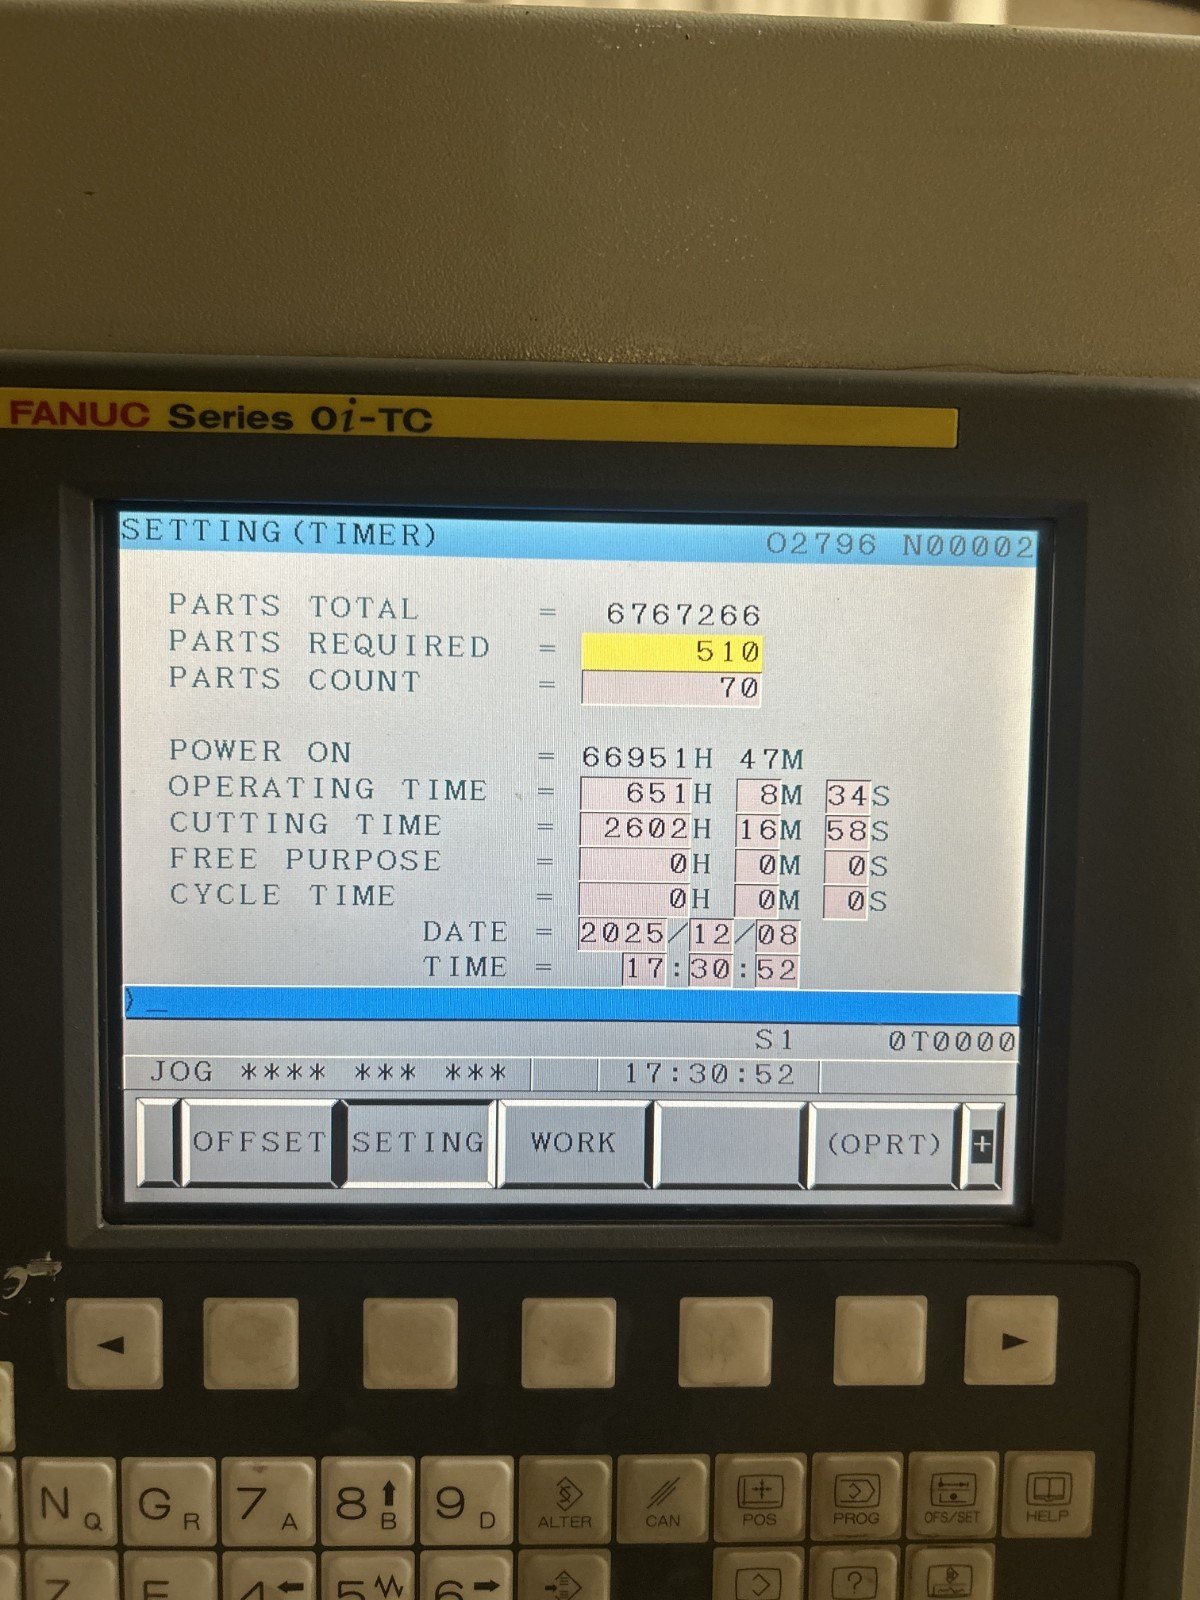 FANUC Series 0i-TC
SETTING(TIMER) O2796 N00002
PARTS TOTAL = 6767266
PARTS REQUIRED = 510
PARTS COUNT = 70
POWER ON = 66951H 47M
OPERATING TIME = 651H 8M 34S
CUTTING TIME = 2602H 16M 58S
FREE PURPOSE = 0H 0M 0S
CYCLE TIME = 0H 0M 0S
DATE = 2025/12/08
TIME = 17:30:52
>_
S1 0T0000
JOG **** *** *** 17:30:52
OFFSET SETING WORK (OPRT) +
N Q G R 7 A 8 B 9 D ALTER CAN POS PROG OFS/SET HELP
4 5 6 ?